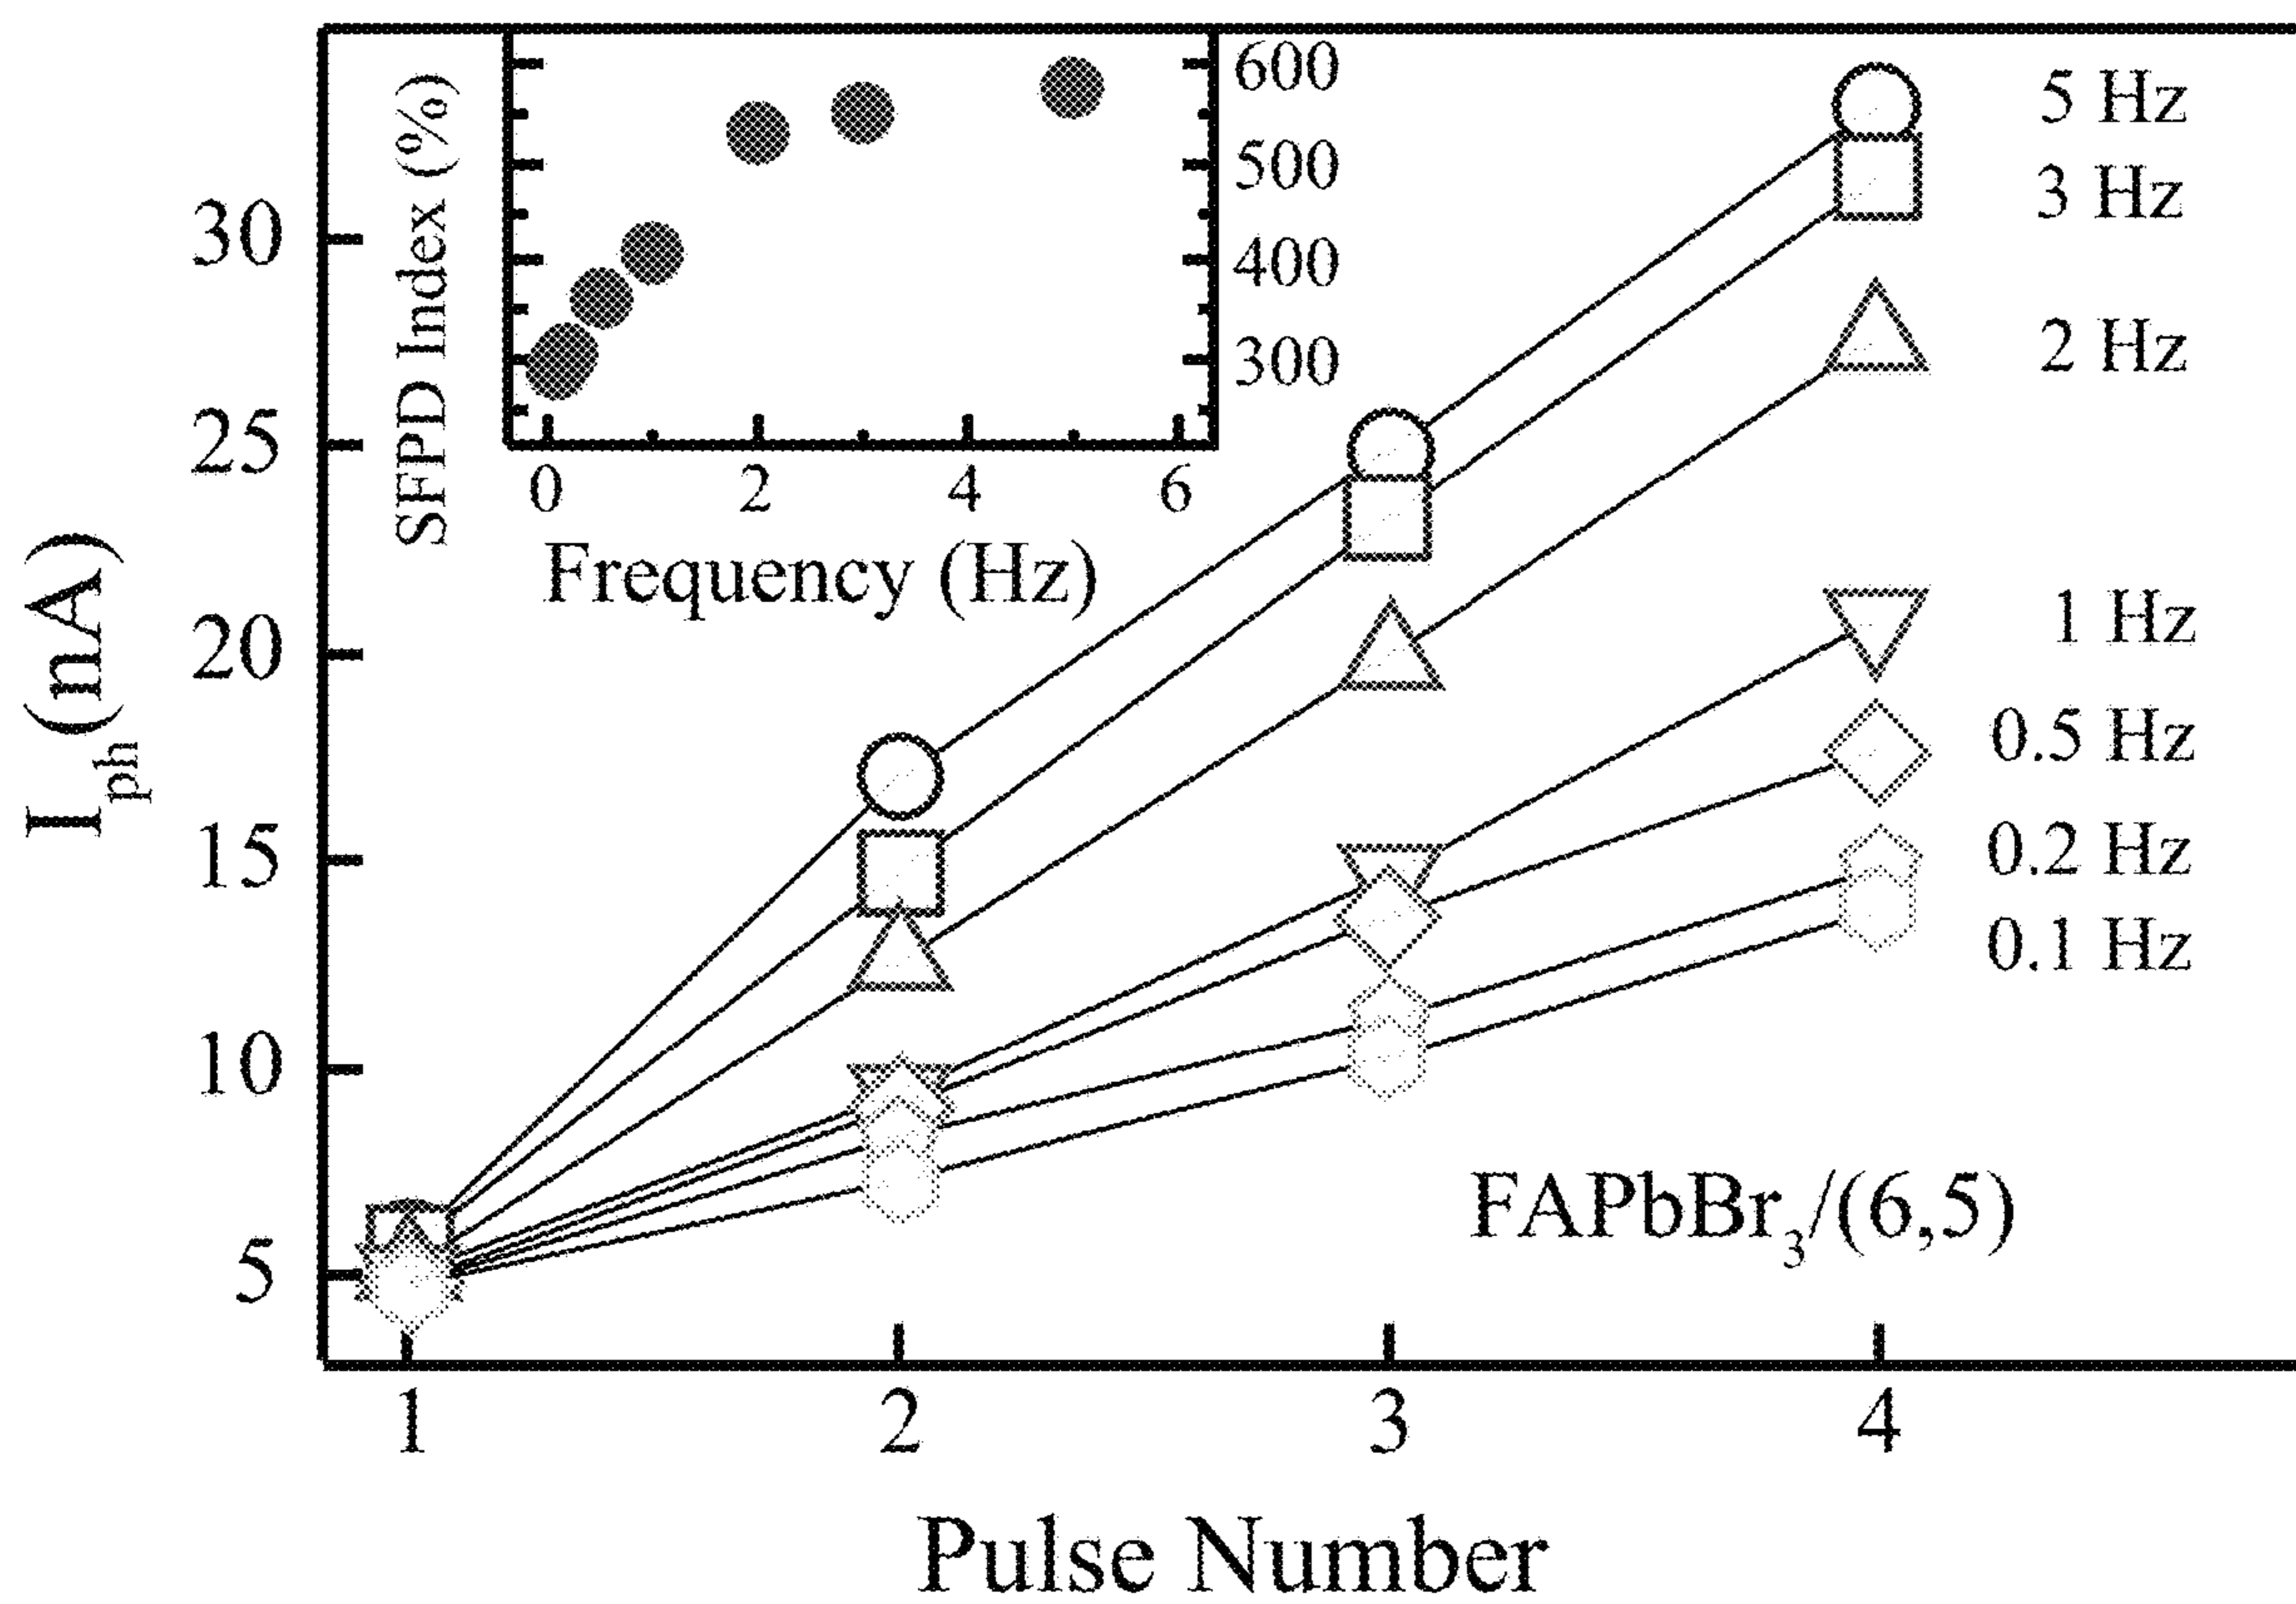 600
500
400
300
SFPD Index (%)
0 2 4 6
Frequency (Hz)
5 Hz
3 Hz
2 Hz
1 Hz
0.5 Hz
0.2 Hz
0.1 Hz
30
25
20
15
10
5
I_ph (nA)
FAPbBr₃/(6,5)
1 2 3 4
Pulse Number